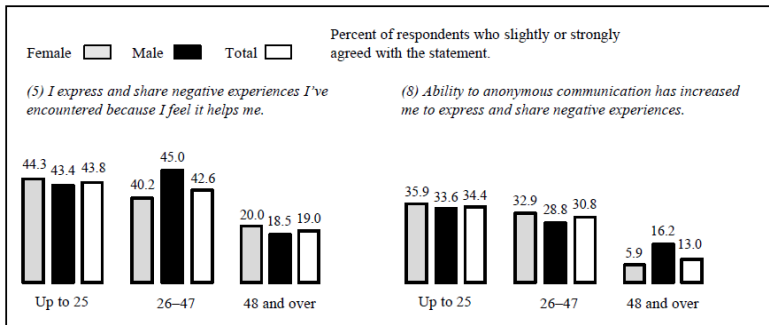 Female Male Total
Percent of respondents who slightly or strongly
agreed with the statement.
(5) I express and share negative experiences I've
encountered because I feel it helps me.
44.3 43.4 43.8
40.2 45.0 42.6
20.0 18.5 19.0
Up to 25 26–47 48 and over
(8) Ability to anonymous communication has increased
me to express and share negative experiences.
35.9 33.6 34.4
32.9 28.8 30.8
5.9 16.2 13.0
Up to 25 26–47 48 and over